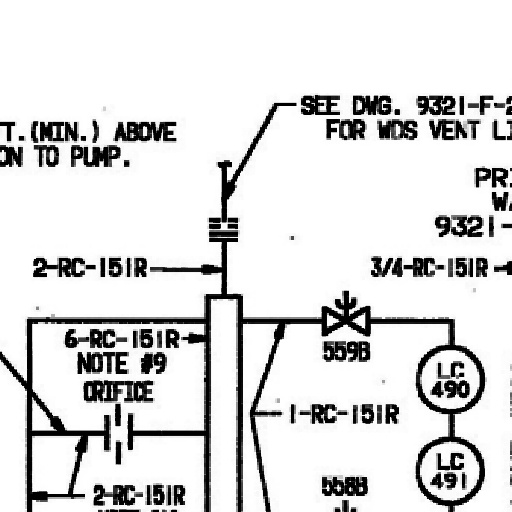 SEE DWG. 9321-F-2
FOR WDS VENT LI
T.(MIN.) ABOVE
ON TO PUMP.
PRI
W
9321-
2-RC-151R
3/4-RC-151R
6-RC-151R
NOTE #9
ORIFICE
559B
LC
490
1-RC-151R
LC
491
558B
2-RC-151R